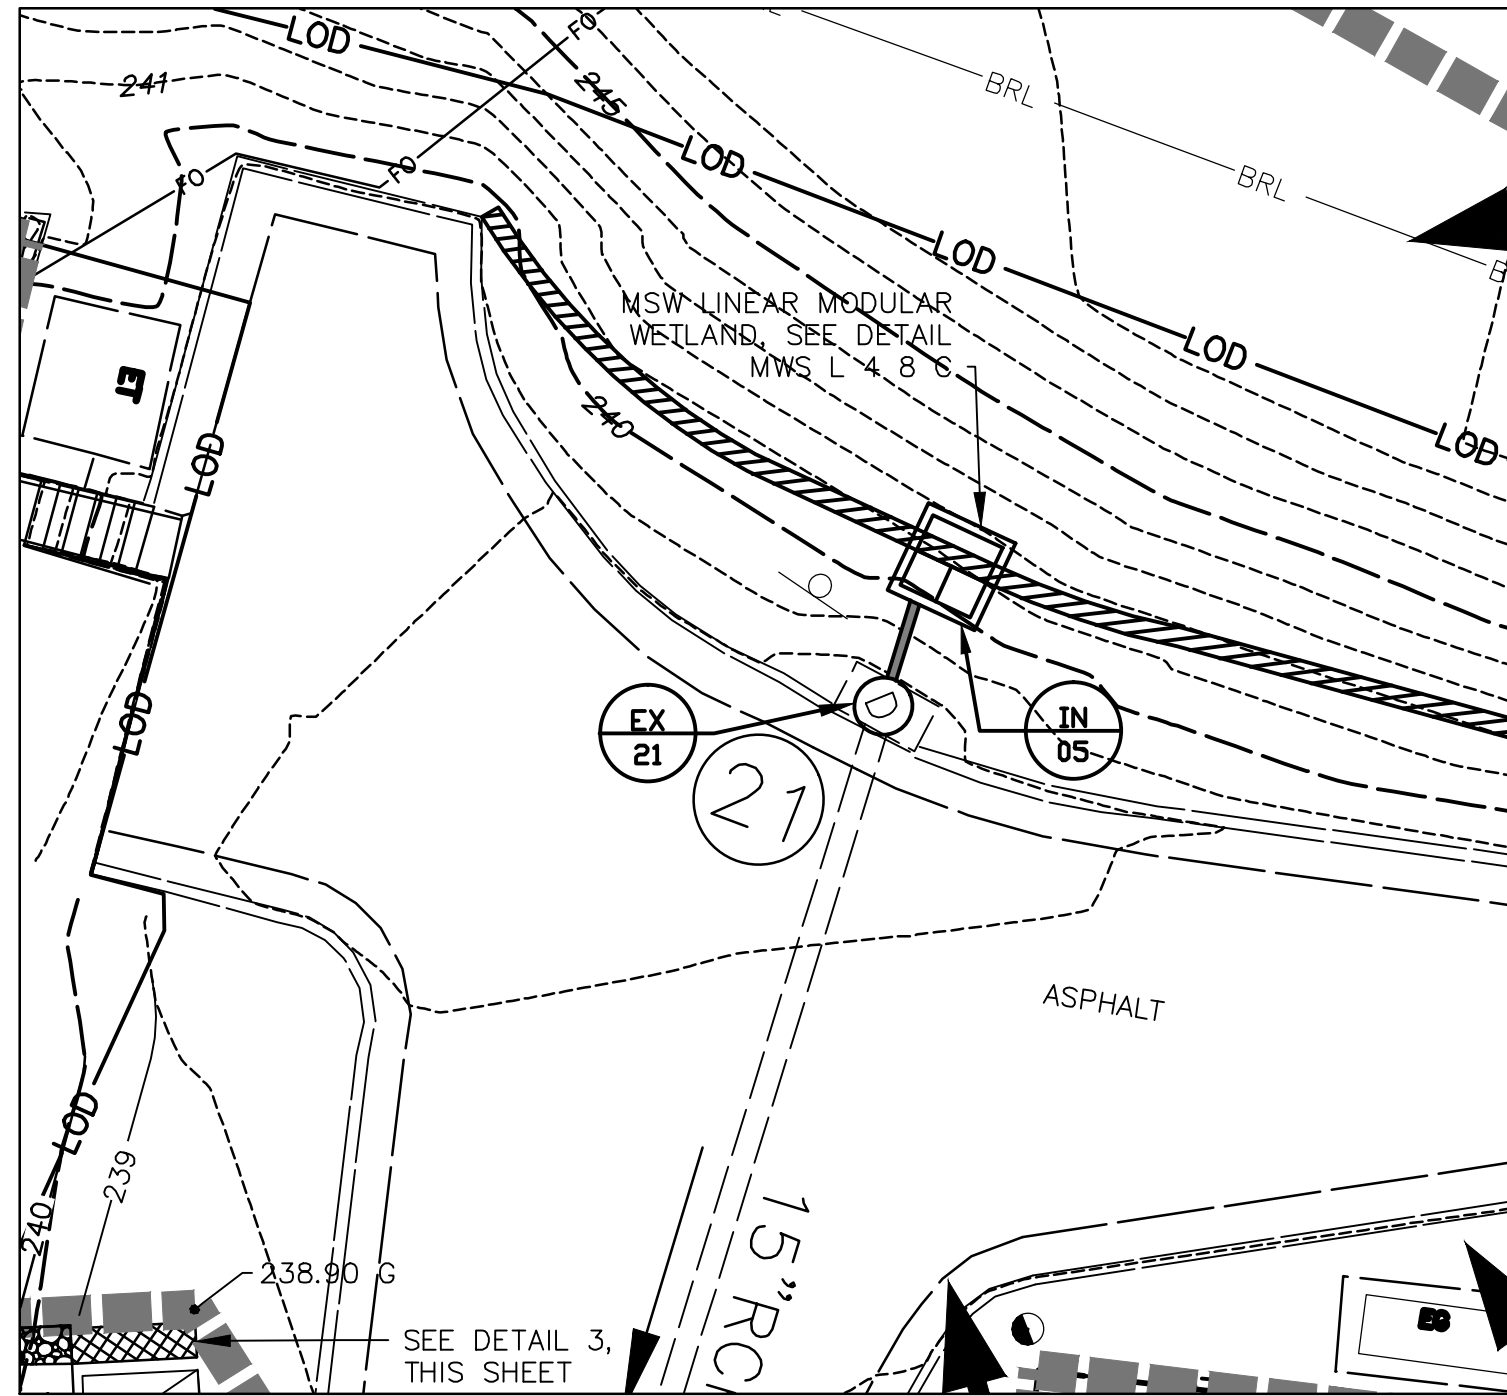 LOD
FO
241
245
BRL
LOD
BRL
FO
FO
LOD
MSW LINEAR MODULAR
WETLAND, SEE DETAIL
MWS L 4 8 C
LOD
ET
240
LOD
LOD
LOD
EX
21
IN
05
21
ASPHALT
LOD
239
240
15" RC
238.90 G
SEE DETAIL 3,
THIS SHEET